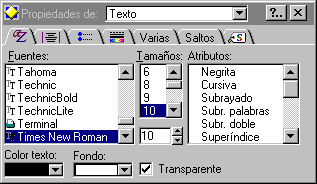 Propiedades de: Texto
Varias Saltos
Fuentes: Tamaños: Atributos:
Tahoma 6 Negrita
Technic 8 Cursiva
TechnicBold 9 Subrayado
TechnicLite 10 Subr. palabras
Terminal Subr. doble
Times New Roman 10 Superíndice
Color texto: Fondo: Transparente